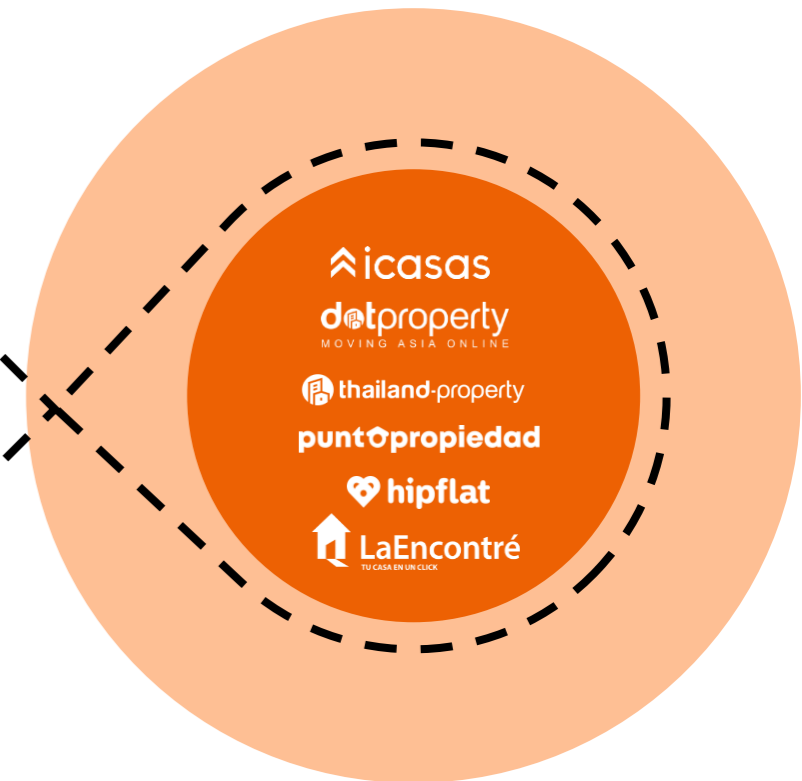 icasas
dotproperty
MOVING ASIA ONLINE
thailand-property
puntopropiedad
hipflat
LaEncontré
TU CASA EN UN CLICK